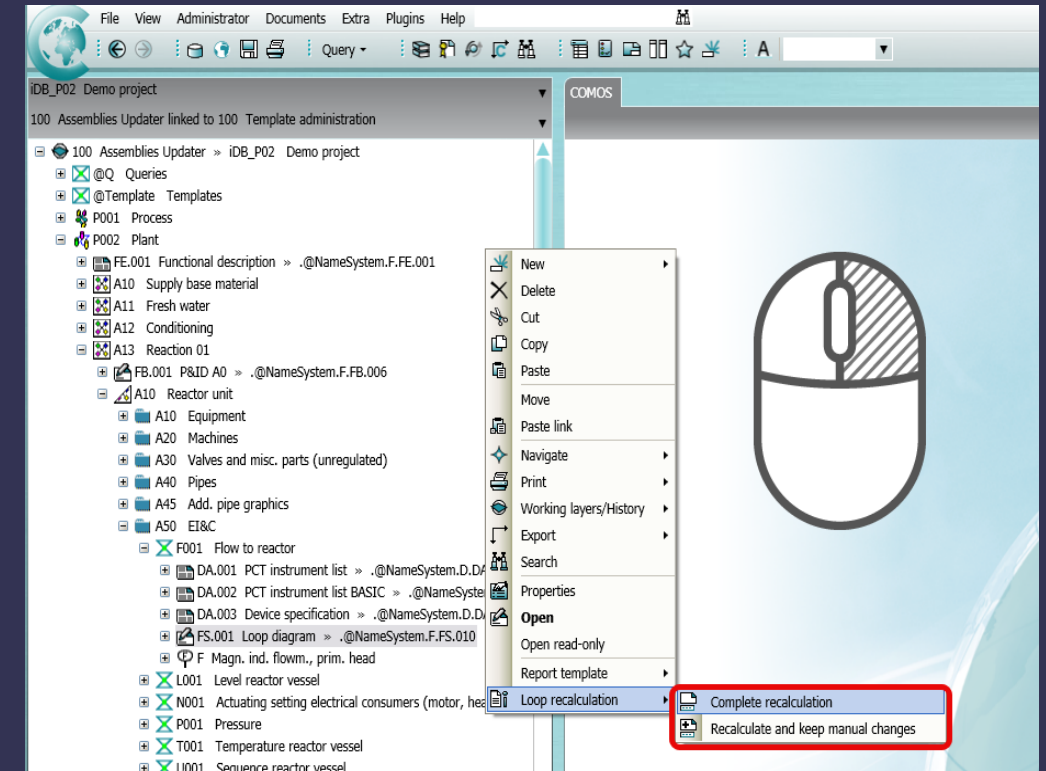 File View Administrator Documents Extra Plugins Help
Query
A
iDB_P02 Demo project
COMOS
100 Assemblies Updater linked to 100 Template administration
100 Assemblies Updater » iDB_P02 Demo project
@Q Queries
@Template Templates
P001 Process
P002 Plant
FE.001 Functional description » .@NameSystem.F.FE.001
A10 Supply base material
A11 Fresh water
A12 Conditioning
A13 Reaction 01
FB.001 P&ID A0 » .@NameSystem.F.FB.006
A10 Reactor unit
A10 Equipment
A20 Machines
A30 Valves and misc. parts (unregulated)
A40 Pipes
A45 Add. pipe graphics
A50 EI&C
F001 Flow to reactor
DA.001 PCT instrument list » .@NameSystem.D.DA
DA.002 PCT instrument list BASIC » .@NameSyste
DA.003 Device specification » .@NameSystem.D.DA
FS.001 Loop diagram » .@NameSystem.F.FS.010
F Magn. ind. flowm., prim. head
L001 Level reactor vessel
N001 Actuating setting electrical consumers (motor, hea
P001 Pressure
T001 Temperature reactor vessel
U001 Sequence reactor vessel
New
Delete
Cut
Copy
Paste
Move
Paste link
Navigate
Print
Working layers/History
Export
Search
Properties
Open
Open read-only
Report template
Loop recalculation
Complete recalculation
Recalculate and keep manual changes